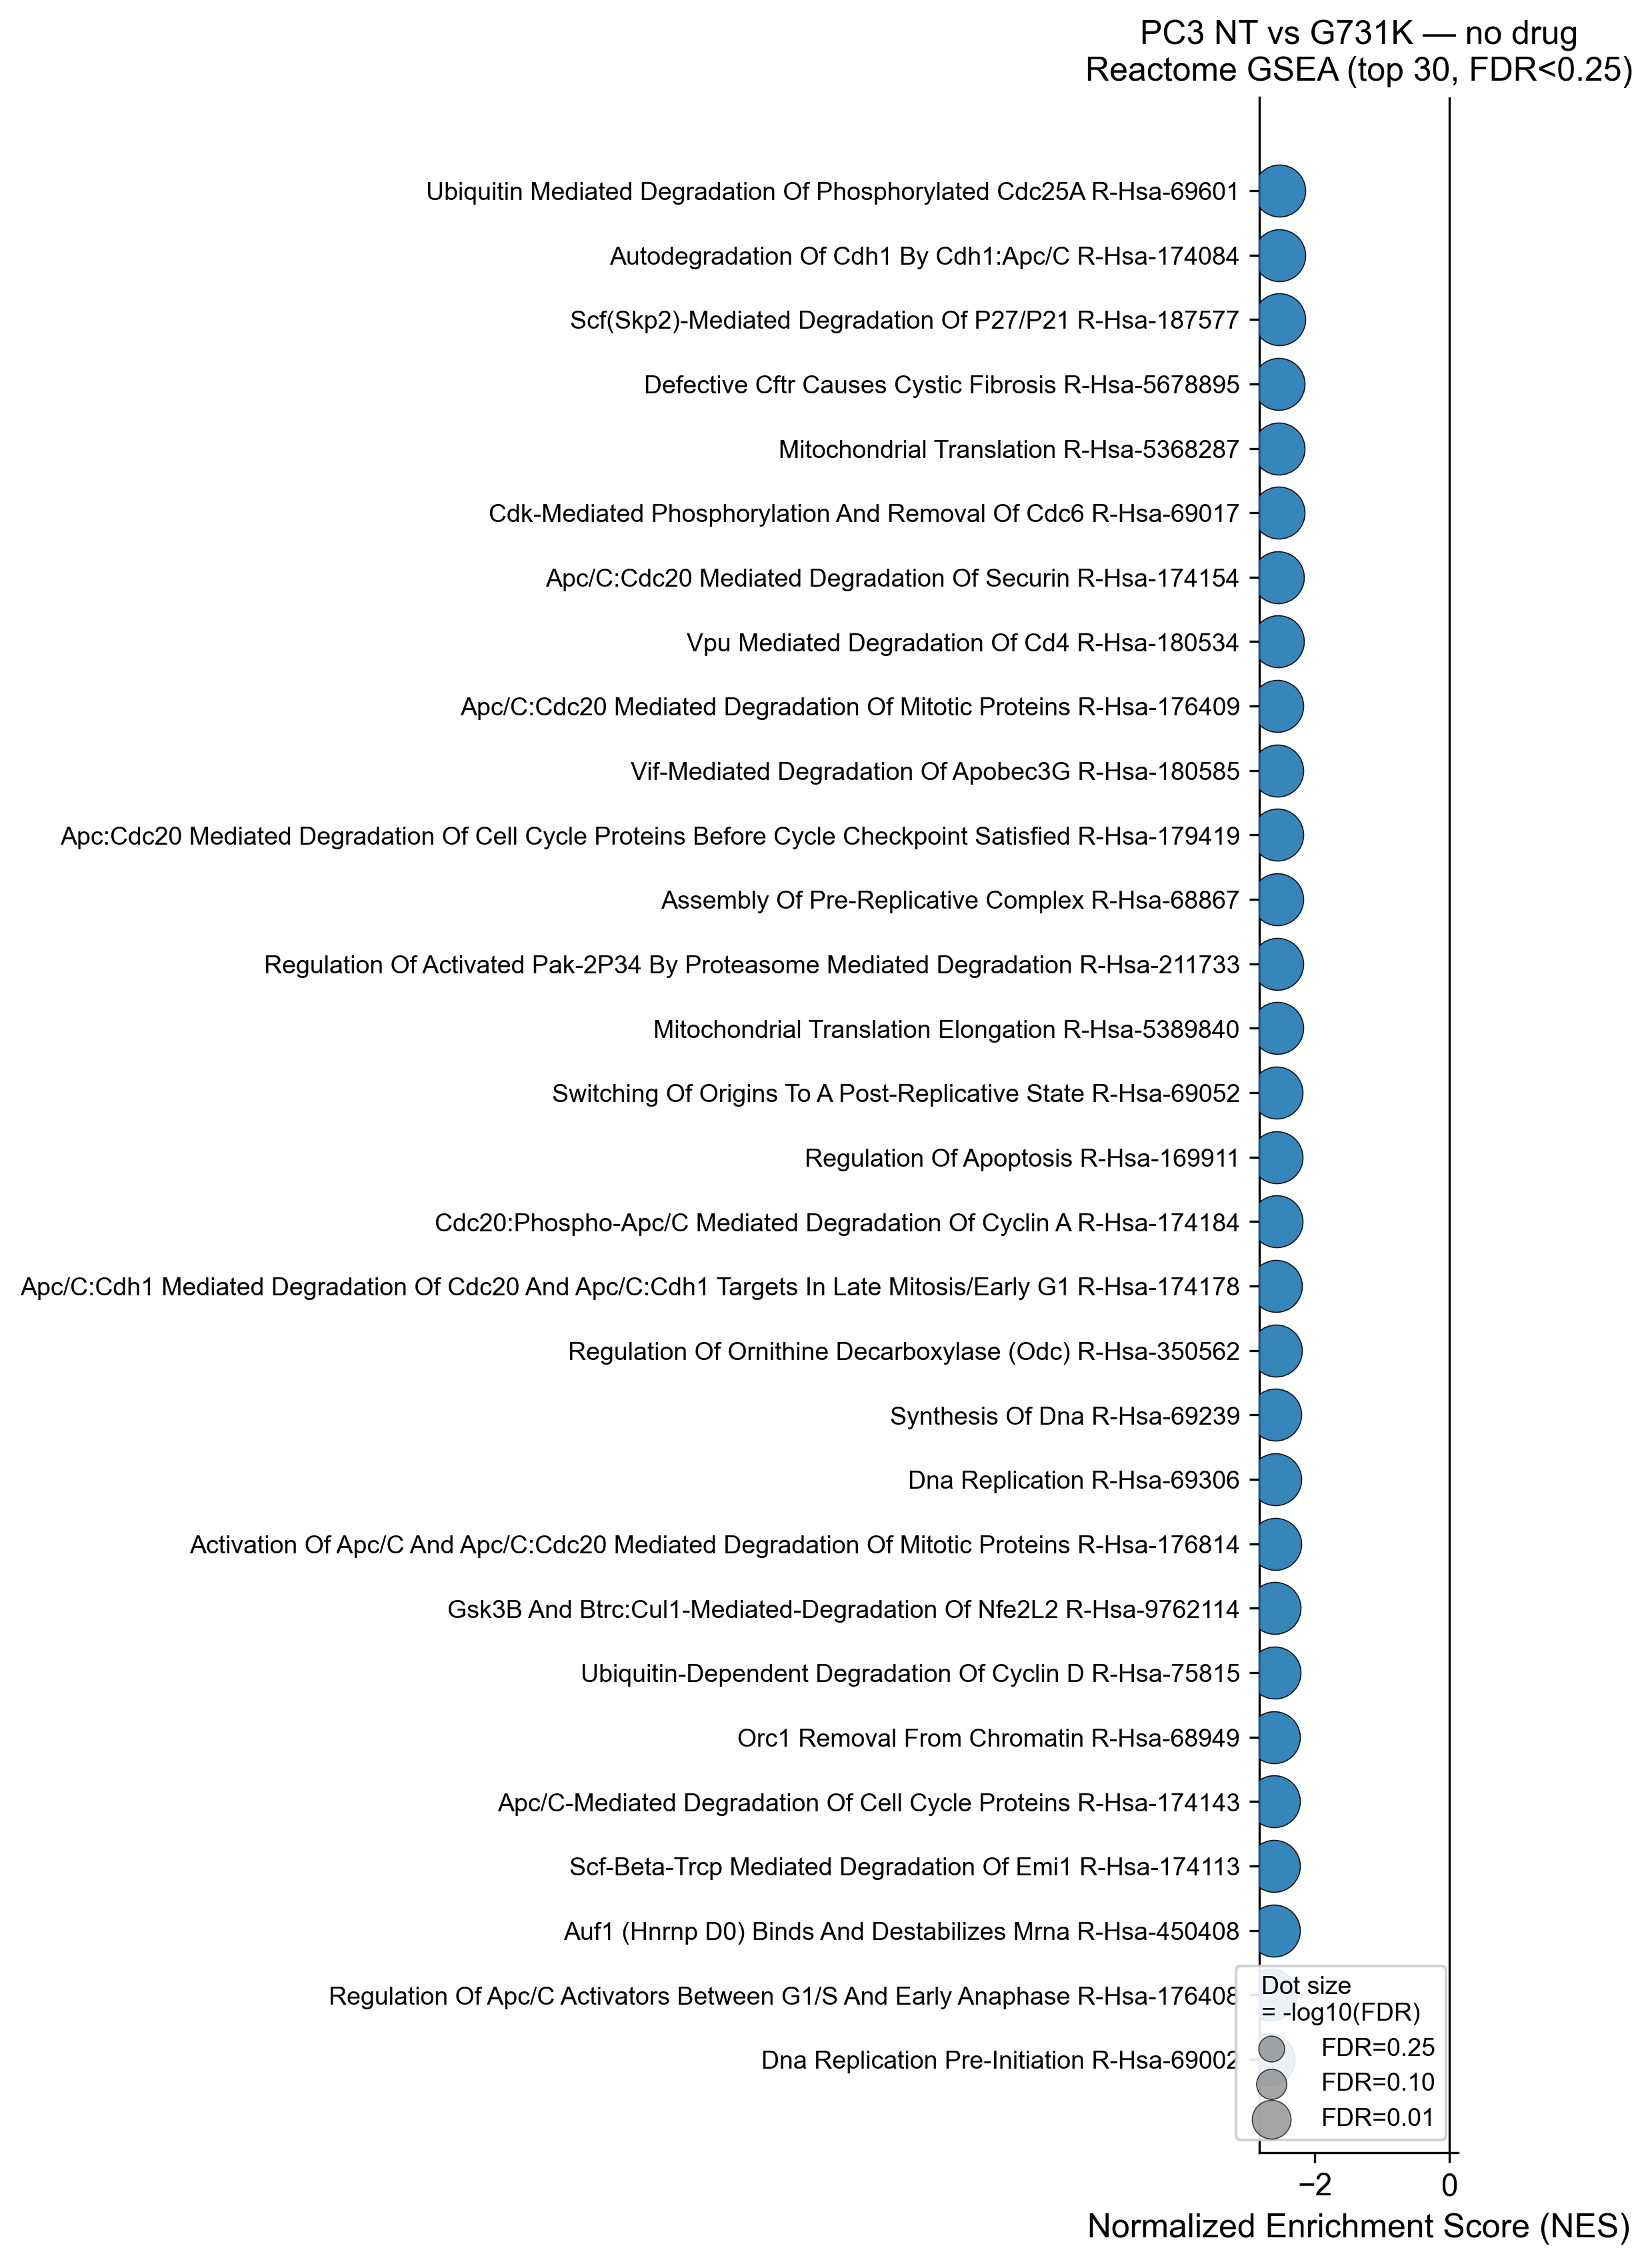 PC3 NT vs G731K — no drug
Reactome GSEA (top 30, FDR<0.25)
Ubiquitin Mediated Degradation Of Phosphorylated Cdc25A R-Hsa-69601
Autodegradation Of Cdh1 By Cdh1:Apc/C R-Hsa-174084
Scf(Skp2)-Mediated Degradation Of P27/P21 R-Hsa-187577
Defective Cftr Causes Cystic Fibrosis R-Hsa-5678895
Mitochondrial Translation R-Hsa-5368287
Cdk-Mediated Phosphorylation And Removal Of Cdc6 R-Hsa-69017
Apc/C:Cdc20 Mediated Degradation Of Securin R-Hsa-174154
Vpu Mediated Degradation Of Cd4 R-Hsa-180534
Apc/C:Cdc20 Mediated Degradation Of Mitotic Proteins R-Hsa-176409
Vif-Mediated Degradation Of Apobec3G R-Hsa-180585
Apc:Cdc20 Mediated Degradation Of Cell Cycle Proteins Before Cycle Checkpoint Satisfied R-Hsa-179419
Assembly Of Pre-Replicative Complex R-Hsa-68867
Regulation Of Activated Pak-2P34 By Proteasome Mediated Degradation R-Hsa-211733
Mitochondrial Translation Elongation R-Hsa-5389840
Switching Of Origins To A Post-Replicative State R-Hsa-69052
Regulation Of Apoptosis R-Hsa-169911
Cdc20:Phospho-Apc/C Mediated Degradation Of Cyclin A R-Hsa-174184
Apc/C:Cdh1 Mediated Degradation Of Cdc20 And Apc/C:Cdh1 Targets In Late Mitosis/Early G1 R-Hsa-174178
Regulation Of Ornithine Decarboxylase (Odc) R-Hsa-350562
Synthesis Of Dna R-Hsa-69239
Dna Replication R-Hsa-69306
Activation Of Apc/C And Apc/C:Cdc20 Mediated Degradation Of Mitotic Proteins R-Hsa-176814
Gsk3B And Btrc:Cul1-Mediated-Degradation Of Nfe2L2 R-Hsa-9762114
Ubiquitin-Dependent Degradation Of Cyclin D R-Hsa-75815
Orc1 Removal From Chromatin R-Hsa-68949
Apc/C-Mediated Degradation Of Cell Cycle Proteins R-Hsa-174143
Scf-Beta-Trcp Mediated Degradation Of Emi1 R-Hsa-174113
Auf1 (Hnrnp D0) Binds And Destabilizes Mrna R-Hsa-450408
Regulation Of Apc/C Activators Between G1/S And Early Anaphase R-Hsa-176408
Dna Replication Pre-Initiation R-Hsa-69002
Dot size
= -log10(FDR)
FDR=0.25
FDR=0.10
FDR=0.01
−2
0
Normalized Enrichment Score (NES)